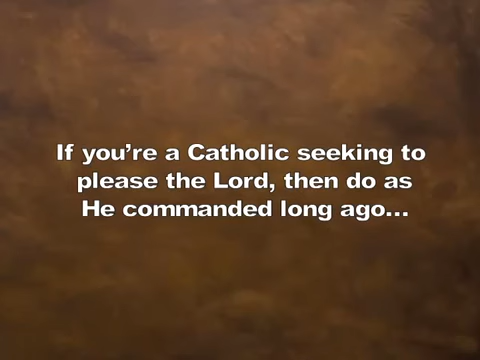 If you’re a Catholic seeking to
please the Lord, then do as
He commanded long ago...